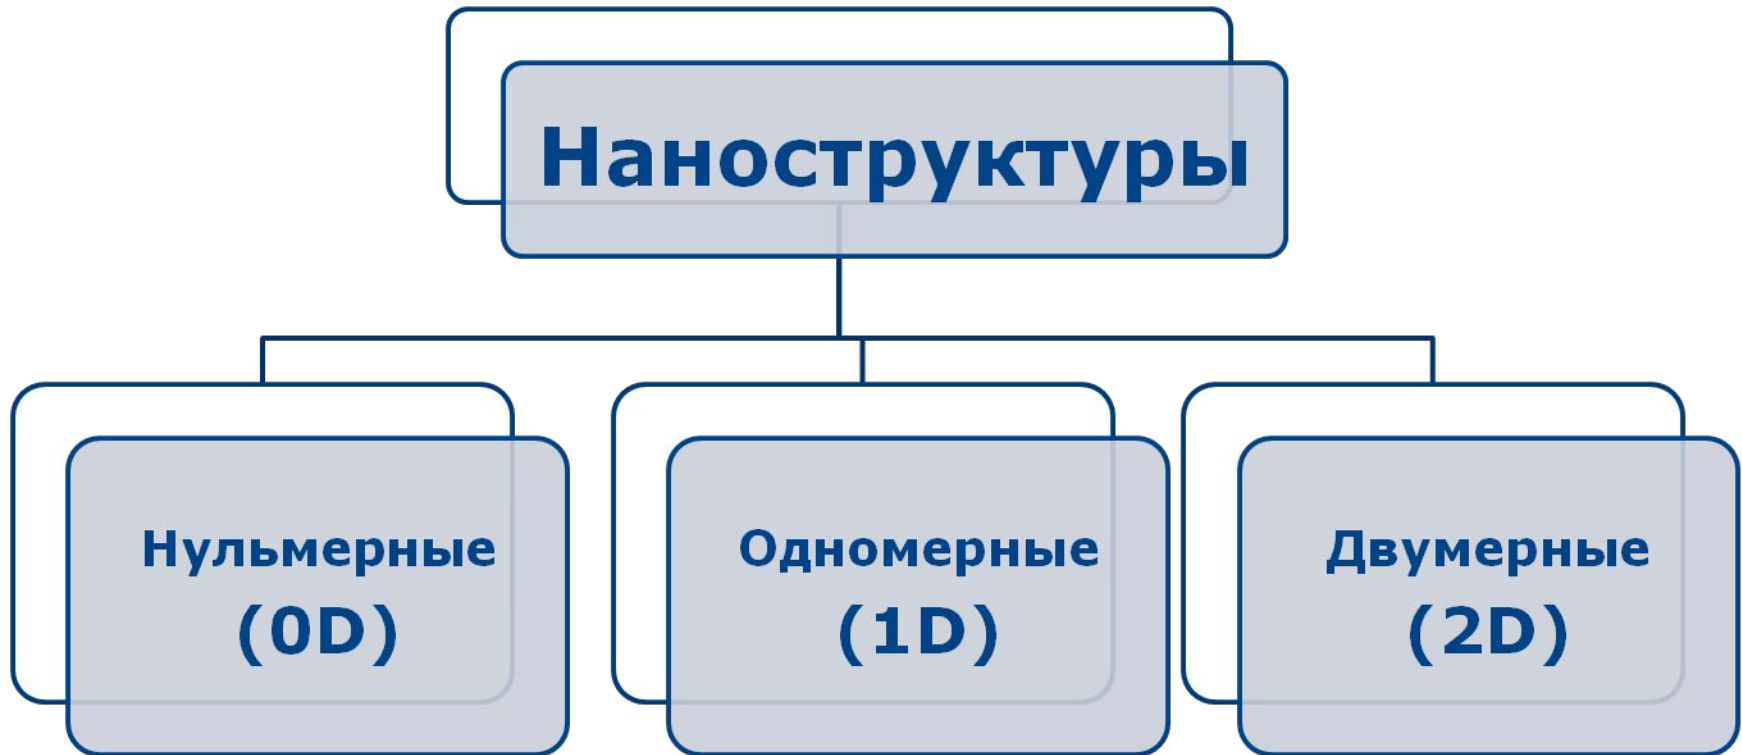 Наноструктуры
Нульмерные
(0D)
Одномерные
(1D)
Двумерные
(2D)